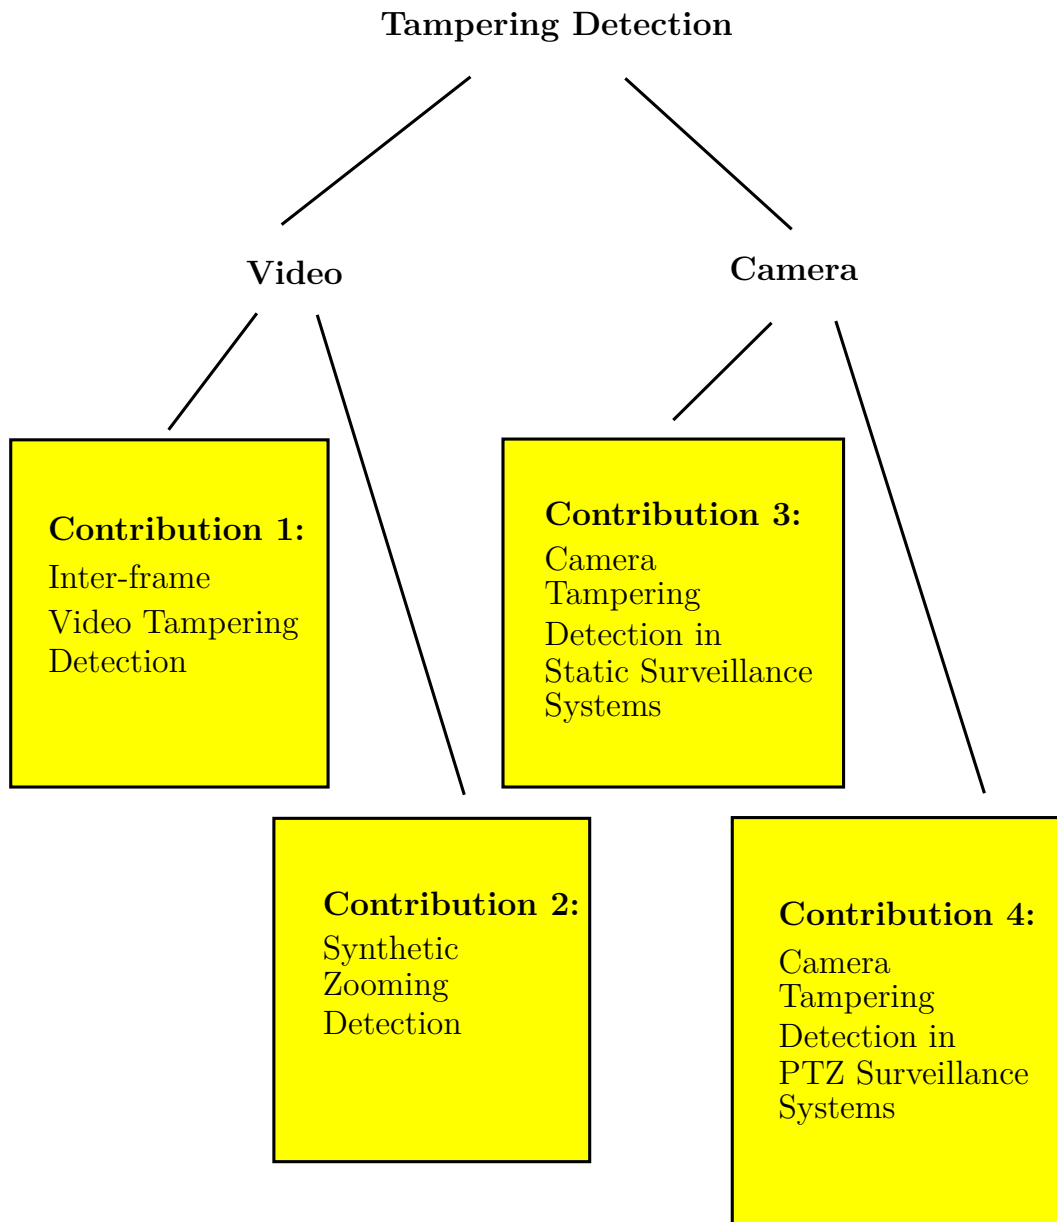 Tampering Detection
Video
Camera
Contribution 1:
Inter-frame
Video Tampering
Detection
Contribution 3:
Camera
Tampering
Detection in
Static Surveillance
Systems
Contribution 2:
Synthetic
Zooming
Detection
Contribution 4:
Camera
Tampering
Detection in
PTZ Surveillance
Systems